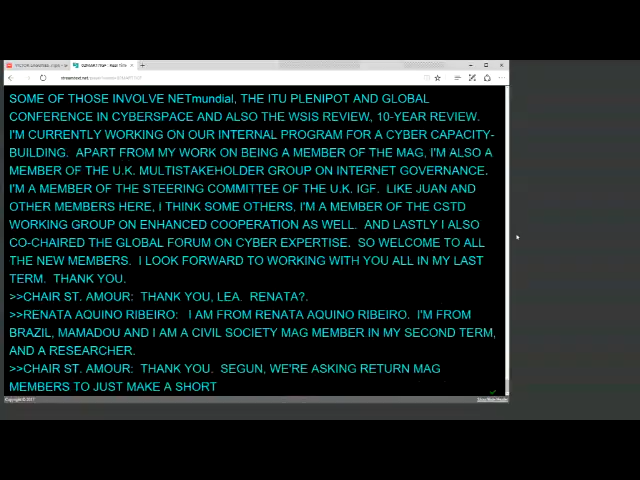 streamtext.net
SOME OF THOSE INVOLVE NETmundial, THE ITU PLENIPOT AND GLOBAL
CONFERENCE IN CYBERSPACE AND ALSO THE WSIS REVIEW, 10-YEAR REVIEW.
I'M CURRENTLY WORKING ON OUR INTERNAL PROGRAM FOR A CYBER CAPACITY-
BUILDING.  APART FROM MY WORK ON BEING A MEMBER OF THE MAG, I'M ALSO A
MEMBER OF THE U.K. MULTISTAKEHOLDER GROUP ON INTERNET GOVERNANCE.
I'M A MEMBER OF THE STEERING COMMITTEE OF THE U.K. IGF.  LIKE JUAN AND
OTHER MEMBERS HERE, I THINK SOME OTHERS, I'M A MEMBER OF THE CSTD
WORKING GROUP ON ENHANCED COOPERATION AS WELL.  AND LASTLY I ALSO
CO-CHAIRED THE GLOBAL FORUM ON CYBER EXPERTISE.  SO WELCOME TO ALL
THE NEW MEMBERS.  I LOOK FORWARD TO WORKING WITH YOU ALL IN MY LAST
TERM.  THANK YOU.
>>CHAIR ST. AMOUR:  THANK YOU, LEA.  RENATA?.
>>RENATA AQUINO RIBEIRO:   I AM FROM RENATA AQUINO RIBEIRO.  I'M FROM
BRAZIL, MAMADOU AND I AM A CIVIL SOCIETY MAG MEMBER IN MY SECOND TERM,
AND A RESEARCHER.
>>CHAIR ST. AMOUR:  THANK YOU.  SEGUN, WE'RE ASKING RETURN MAG
MEMBERS TO JUST MAKE A SHORT
Copyright © 2017